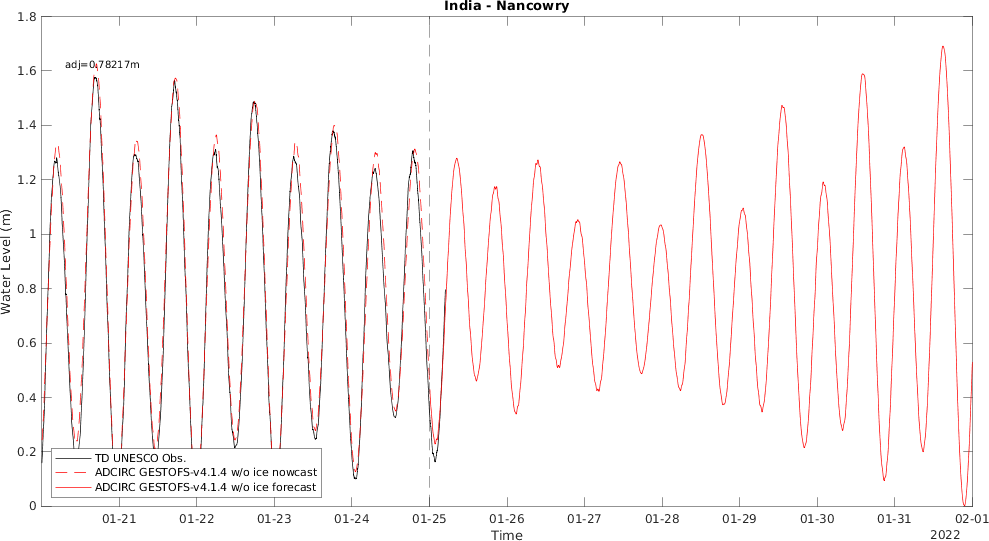 India - Nancowry
1.8
1.6
1.4
1.2
1
0.8
0.6
0.4
0.2
0
Water Level (m)
adj=0.78217m
TD UNESCO Obs.
ADCIRC GESTOFS-v4.1.4 w/o ice nowcast
ADCIRC GESTOFS-v4.1.4 w/o ice forecast
01-21 01-22 01-23 01-24 01-25 01-26 01-27 01-28 01-29 01-30 01-31 02-01
Time
2022